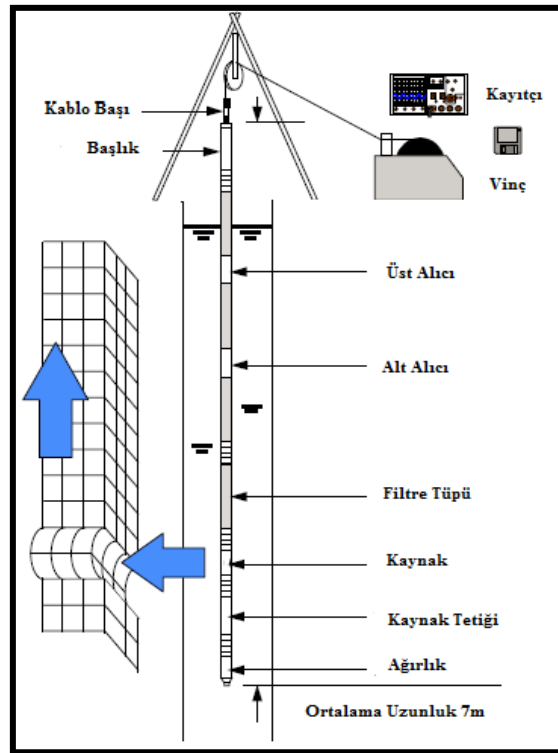 Kablo Başı
Kayıtçı
Başlık
Vinç
Üst Alıcı
Alt Alıcı
Filtre Tüpü
Kaynak
Kaynak Tetiği
Ağırlık
Ortalama Uzunluk 7m